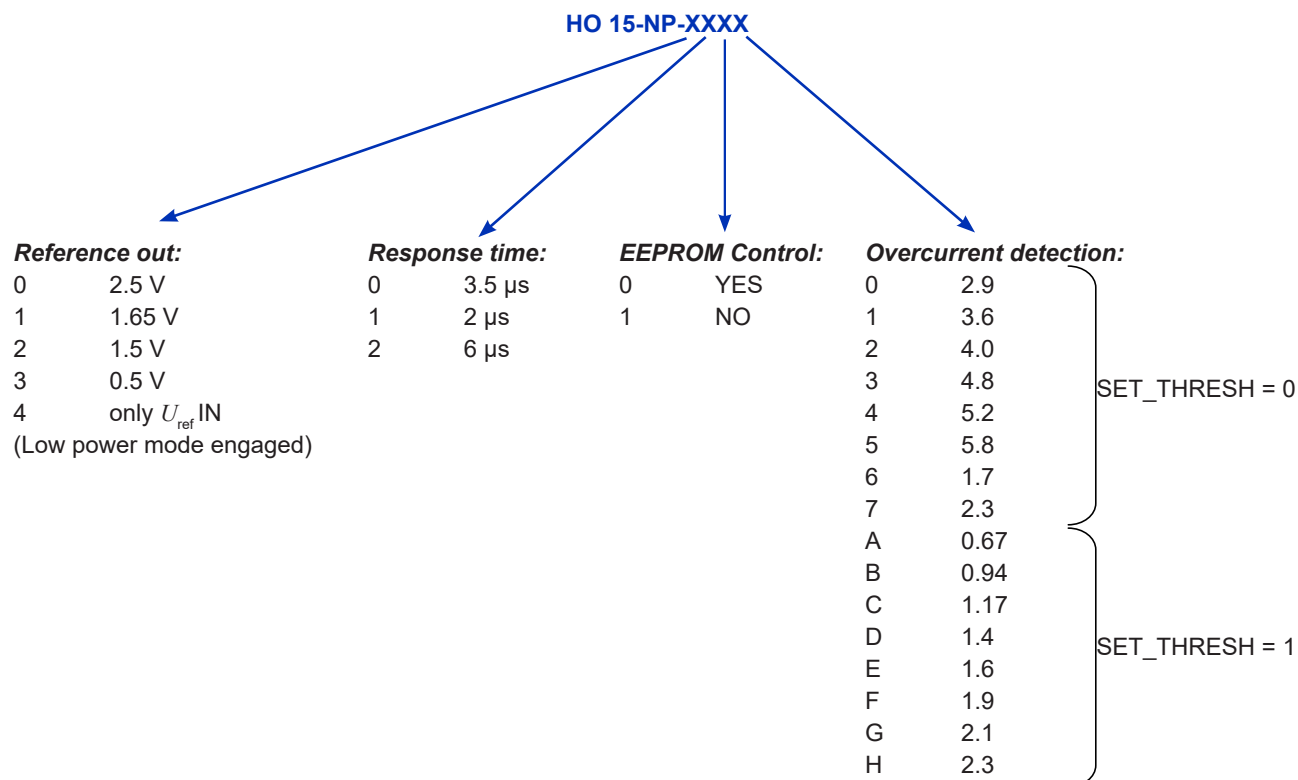 HO 15-NP-XXXX
Reference out: Response time: EEPROM Control: Overcurrent detection:
0 2.5 V 0 3.5 µs 0 YES 0 2.9
1 1.65 V 1 2 µs 1 NO 1 3.6
2 1.5 V 2 6 µs 2 4.0
3 0.5 V 3 4.8
SET_THRESH = 0
4 only Uref IN 4 5.2
(Low power mode engaged) 5 5.8
6 1.7
7 2.3
A 0.67
B 0.94
C 1.17
D 1.4
SET_THRESH = 1
E 1.6
F 1.9
G 2.1
H 2.3